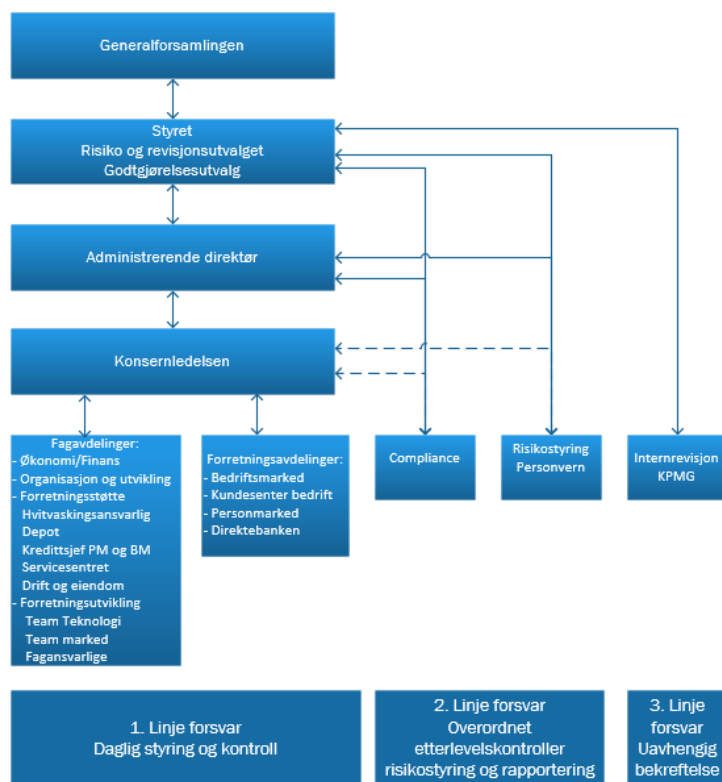 Generalforsamlingen
Styret
Risiko og revisjonsutvalget
Godtgjørelsesutvalg
Administrerende direktør
Konsernledelsen
Fagavdelinger:
- Økonomi/Finans
- Organisasjon og utvikling
- Forretningsstøtte
Hvitvaskingsansvarlig
Depot
Kredittsjef PM og BM
Servicesentret
Drift og eiendom
- Forretningsutvikling
Team Teknologi
Team marked
Fagansvarlige
Forretningsavdelinger:
- Bedriftsmarked
- Kundesenter bedrift
- Personmarked
- Direktebanken
Compliance
Risikostyring
Personvern
Internrevisjon
KPMG
1. Linje forsvar
Daglig styring og kontroll
2. Linje forsvar
Overordnet
etterlevelskontroller
risikostyring og rapportering
3. Linje
forsvar
Uavhengig
bekreftelse